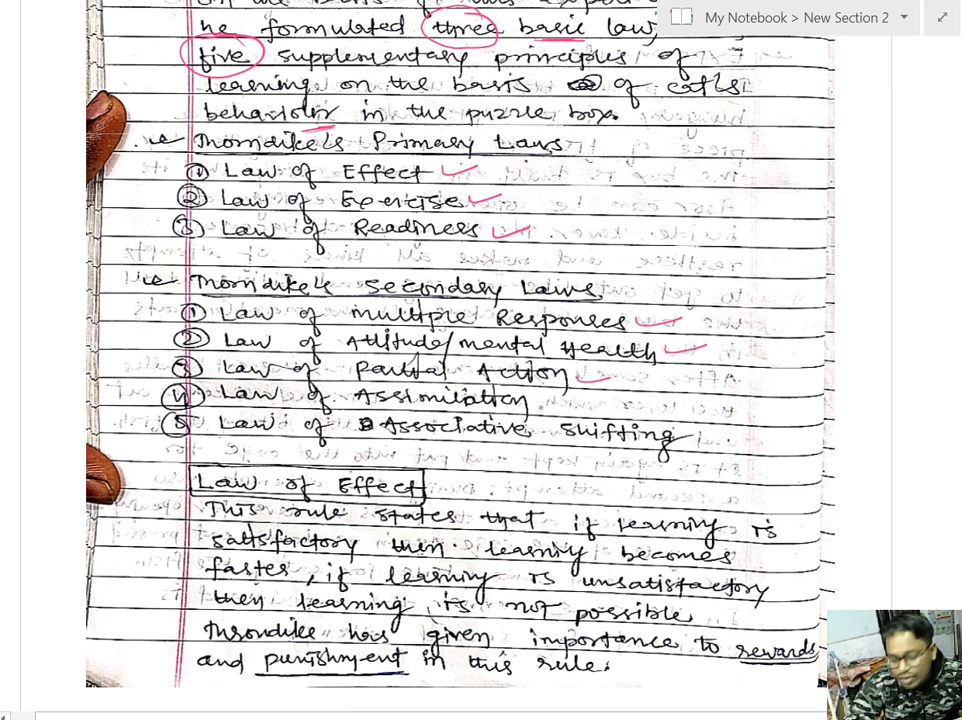 My Notebook > New Section 2
he formulated three basic law,
five supplementary principles of
learning on the basis of cat's
behaviour in the puzzle box.
Thorndike's Primary Laws
① Law of Effect
② Law of Exercise
③ Law of Readiness
Thorndike's Secondary Laws
① Law of multiple Responses
② Law of Attitude/mental Health
③ Law of Partial Action
④ Law of Assimilation
⑤ Law of Associative Shifting
Law of Effect
This rule states that if learning is
satisfactory then learning becomes
faster, if learning is unsatisfactory
then learning is not possible,
Throndike has given importance to rewards
and punishment in this rule.